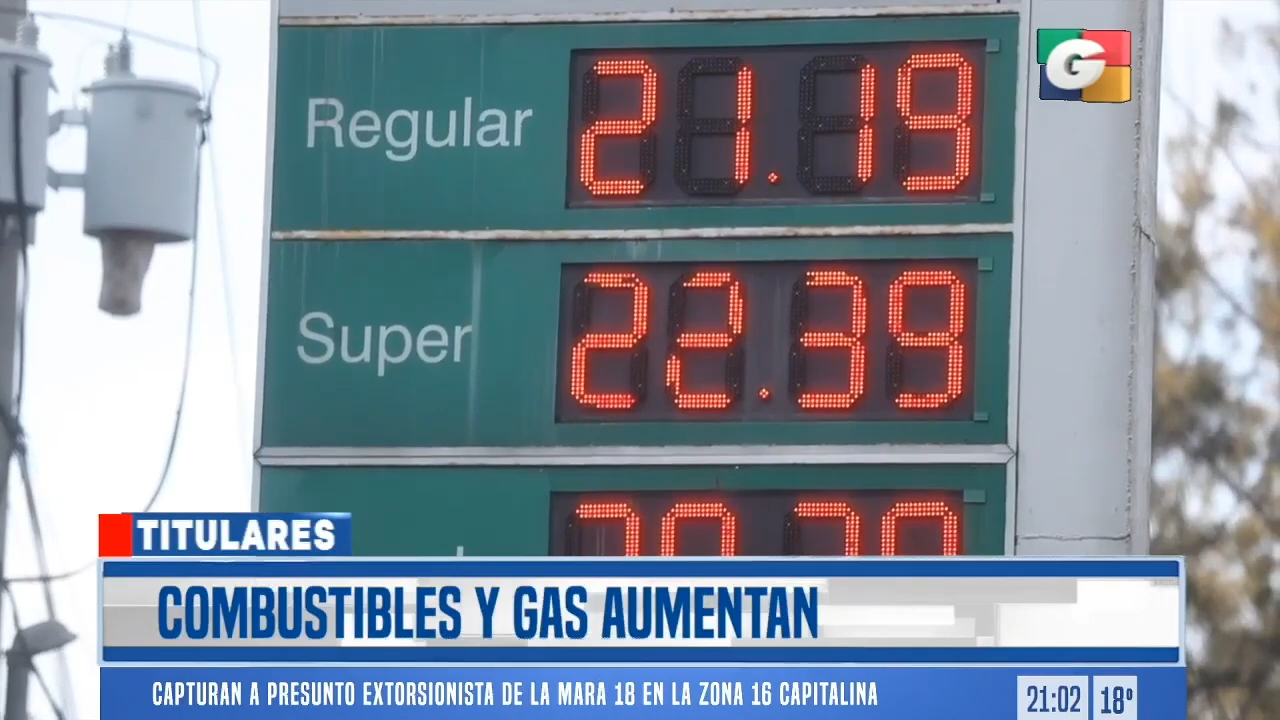 G
Regular 21.19
Super 22.39
TITULARES
COMBUSTIBLES Y GAS AUMENTAN
CAPTURAN A PRESUNTO EXTORSIONISTA DE LA MARA 18 EN LA ZONA 16 CAPITALINA
21:02 18º